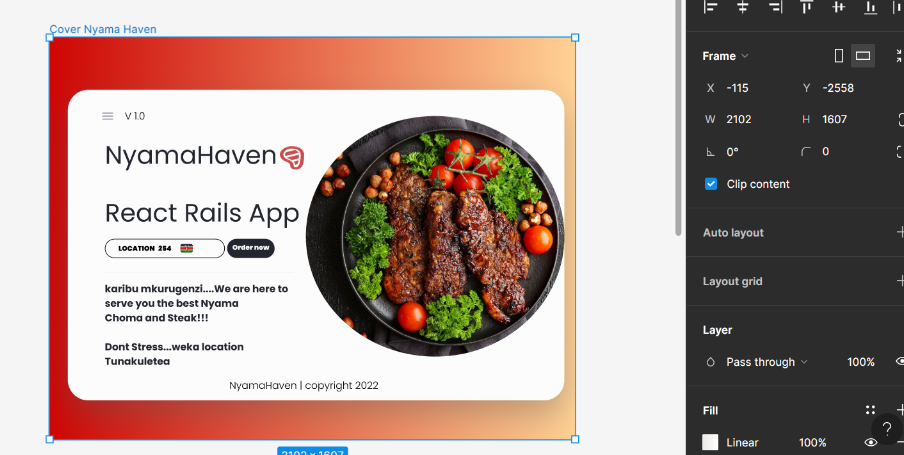 Cover Nyama Haven
V 1.0
NyamaHaven
React Rails App
LOCATION 254
Order now
karibu mkurugenzi....We are here to
serve you the best Nyama
Choma and Steak!!!
Dont Stress...weka location
Tunakuletea
NyamaHaven | copyright 2022
2102 × 1607
Frame
X -115 Y -2558
W 2102 H 1607
0° 0
Clip content
Auto layout
Layout grid
Layer
Pass through 100%
Fill
Linear 100%
?